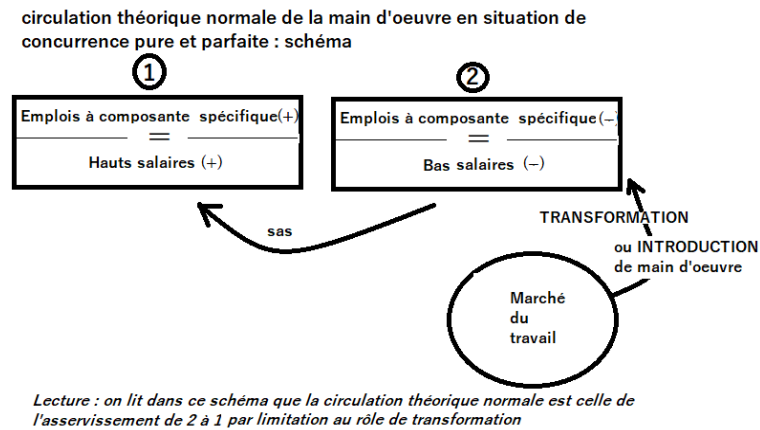 circulation théorique normale de la main d'oeuvre en situation de
concurrence pure et parfaite : schéma
1
2
Emplois à composante spécifique(+)
=
Hauts salaires (+)
Emplois à composante spécifique(–)
=
Bas salaires (–)
sas
TRANSFORMATION
ou INTRODUCTION
de main d'oeuvre
Marché
du
travail
Lecture : on lit dans ce schéma que la circulation théorique normale est celle de
l'asservissement de 2 à 1 par limitation au rôle de transformation